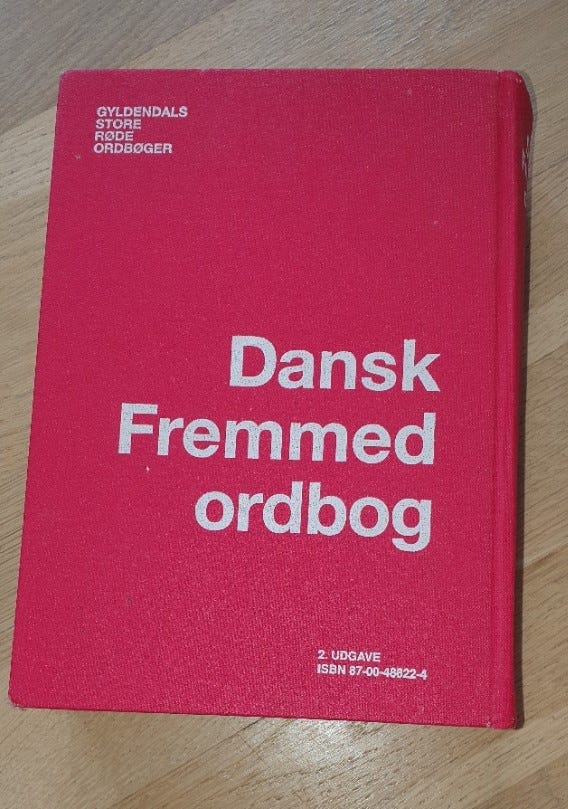 GYLDENDALS
STORE
RØDE
ORDBØGER
Dansk
Fremmed
ordbog
2. UDGAVE
ISBN 87-00-48822-4